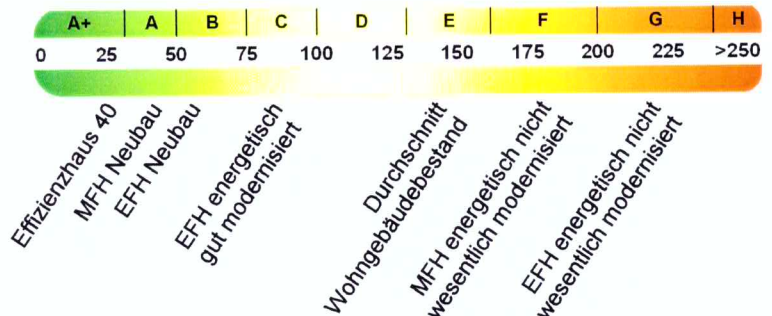 A+ A B C D E F G H
0 25 50 75 100 125 150 175 200 225 >250
Effizienzhaus 40
MFH Neubau
EFH Neubau
EFH energetisch
gut modernisiert
Durchschnitt
Wohngebäudebestand
MFH energetisch nicht
wesentlich modernisiert
EFH energetisch nicht
wesentlich modernisiert